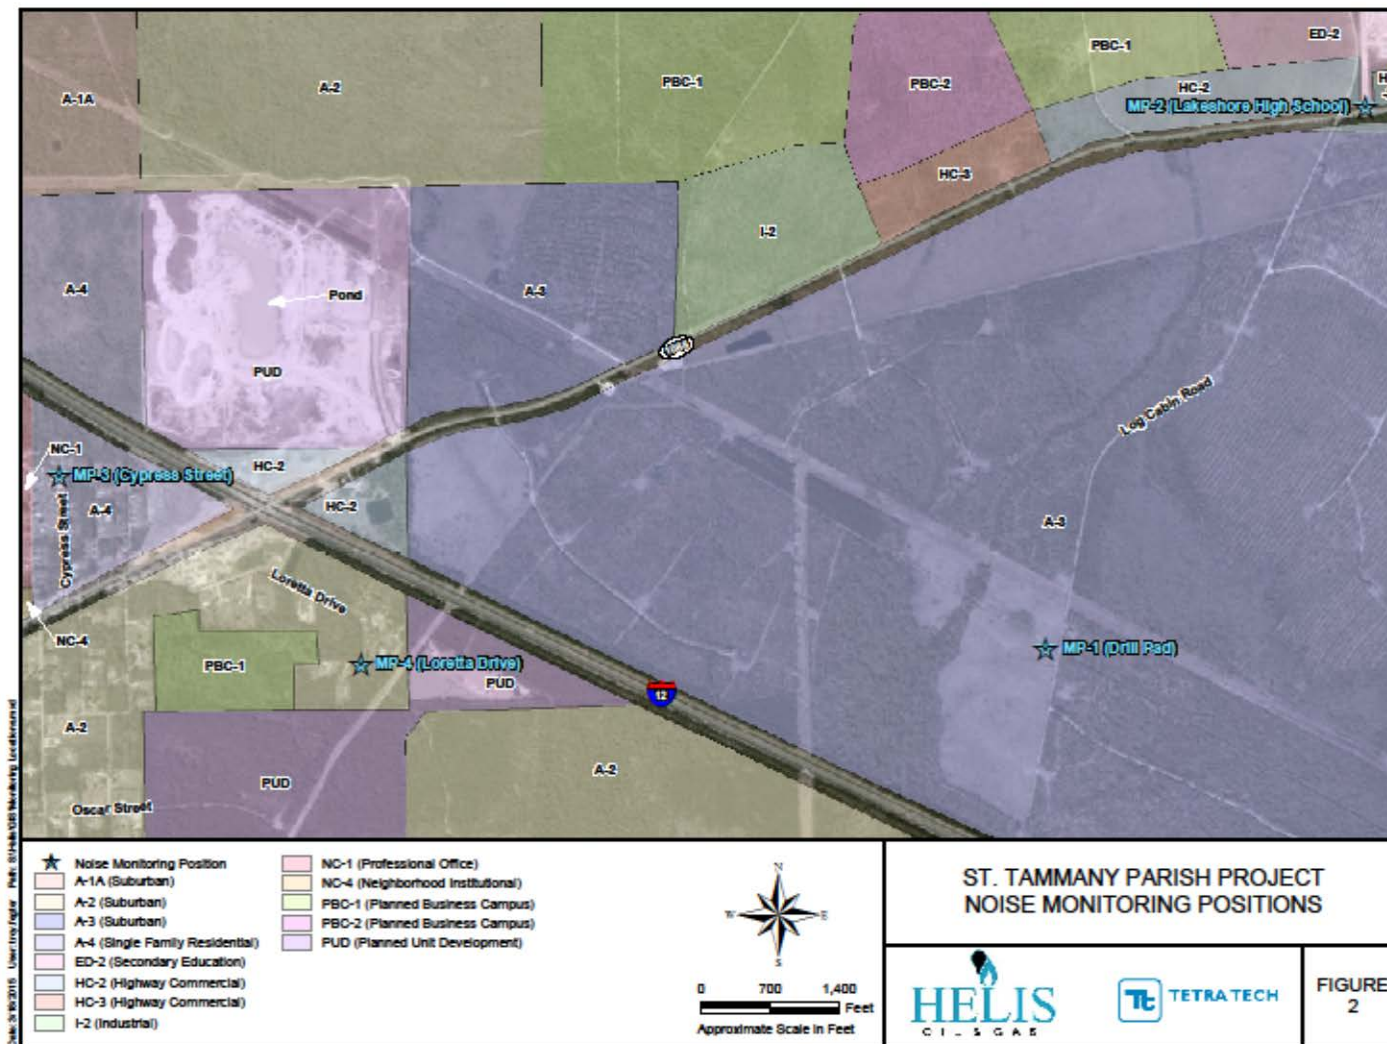 ED-2
PBC-1
A-2
PBC-1
PBC-2
HC-2
A-1A
MP-2 (Lakeshore High School)
HC-3
I-2
A-4
Pond
A-3
PUD
Log Cabin Road
NC-1
HC-2
MP-3 (Cypress Street)
A-4
HC-2
A-3
Cypress Street
Loretta Drive
NC-4
PBC-1
MP-4 (Loretta Drive)
MP-1 (Drill Pad)
PUD
12
A-2
A-2
PUD
Oscar Street
Noise Monitoring Position
A-1A (Suburban)
A-2 (Suburban)
A-3 (Suburban)
A-4 (Single Family Residential)
ED-2 (Secondary Education)
HC-2 (Highway Commercial)
HC-3 (Highway Commercial)
I-2 (Industrial)
NC-1 (Professional Office)
NC-4 (Neighborhood Institutional)
PBC-1 (Planned Business Campus)
PBC-2 (Planned Business Campus)
PUD (Planned Unit Development)
N
W E
S
0 700 1,400
Feet
Approximate Scale in Feet
ST. TAMMANY PARISH PROJECT
NOISE MONITORING POSITIONS
HELIS
OIL & GAS
Tt TETRA TECH
FIGURE
2